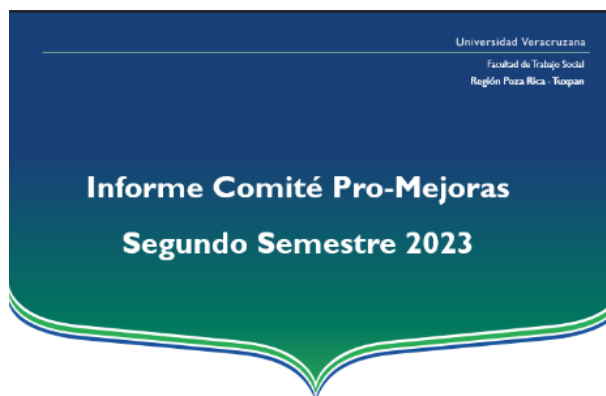 Universidad Veracruzana
Facultad de Trabajo Social
Región Poza Rica - Tuxpan
Informe Comité Pro-Mejoras
Segundo Semestre 2023